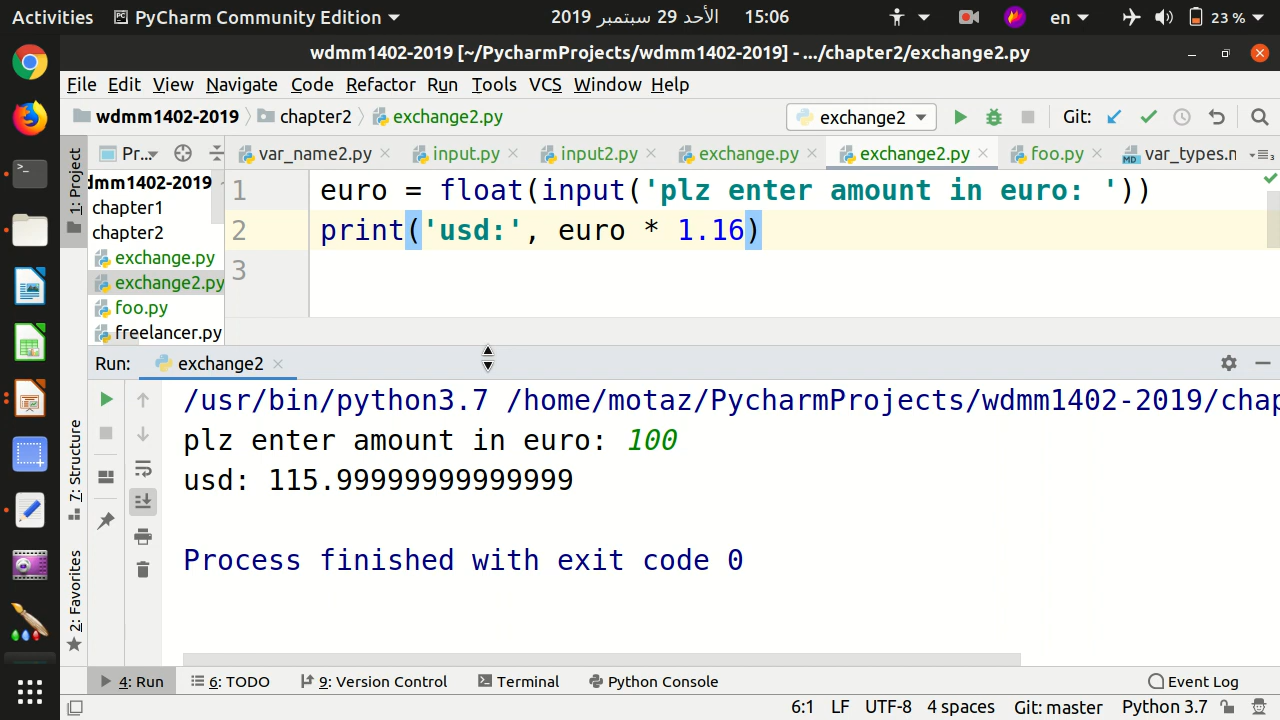 Activities PyCharm Community Edition 2019 الأحد 29 سبتمبر 15:06 en 23 %
wdmm1402-2019 [~/PycharmProjects/wdmm1402-2019] - .../chapter2/exchange2.py
File Edit View Navigate Code Refactor Run Tools VCS Window Help
wdmm1402-2019 chapter2 exchange2.py exchange2 Git:
1: Project Pr... var_name2.py input.py input2.py exchange.py exchange2.py foo.py var_types.n
dmm1402-2019
chapter1
chapter2
exchange.py
exchange2.py
foo.py
freelancer.py
1 euro = float(input('plz enter amount in euro: '))
2 print('usd:', euro * 1.16)
3
Run: exchange2
/usr/bin/python3.7 /home/motaz/PycharmProjects/wdmm1402-2019/chap
plz enter amount in euro: 100
usd: 115.99999999999999
Process finished with exit code 0
7: Structure
2: Favorites
4: Run 6: TODO 9: Version Control Terminal Python Console Event Log
6:1 LF UTF-8 4 spaces Git: master Python 3.7